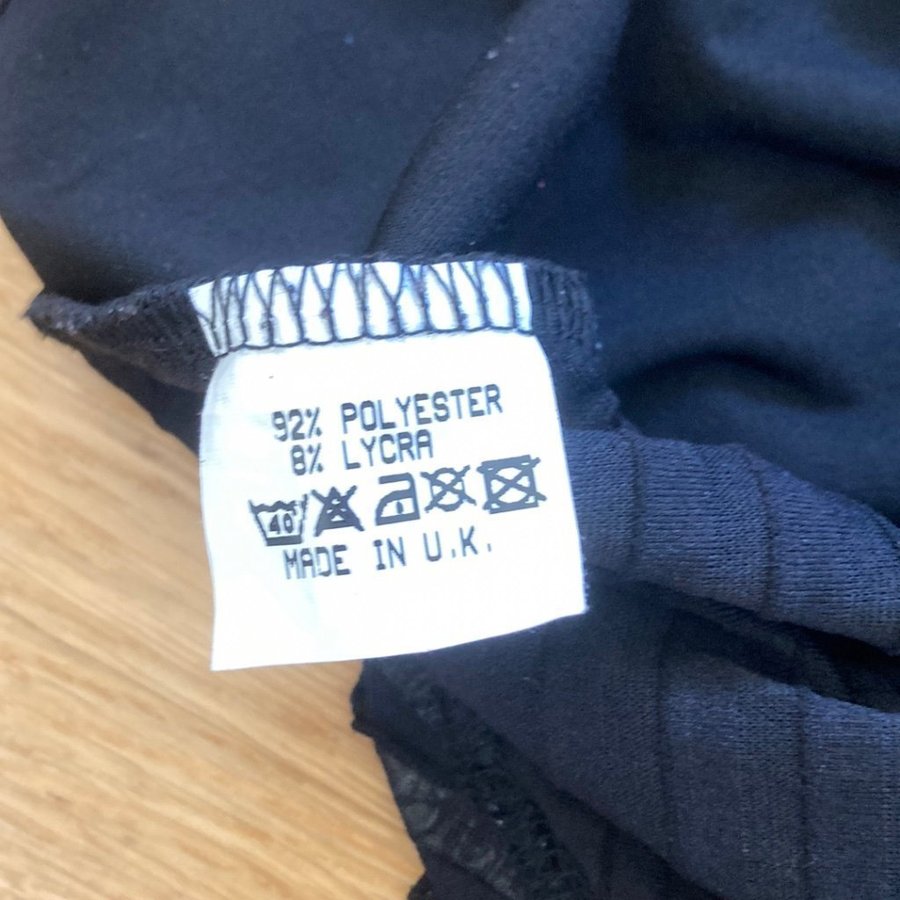 92% POLYESTER
8% LYCRA
40
MADE IN U.K.